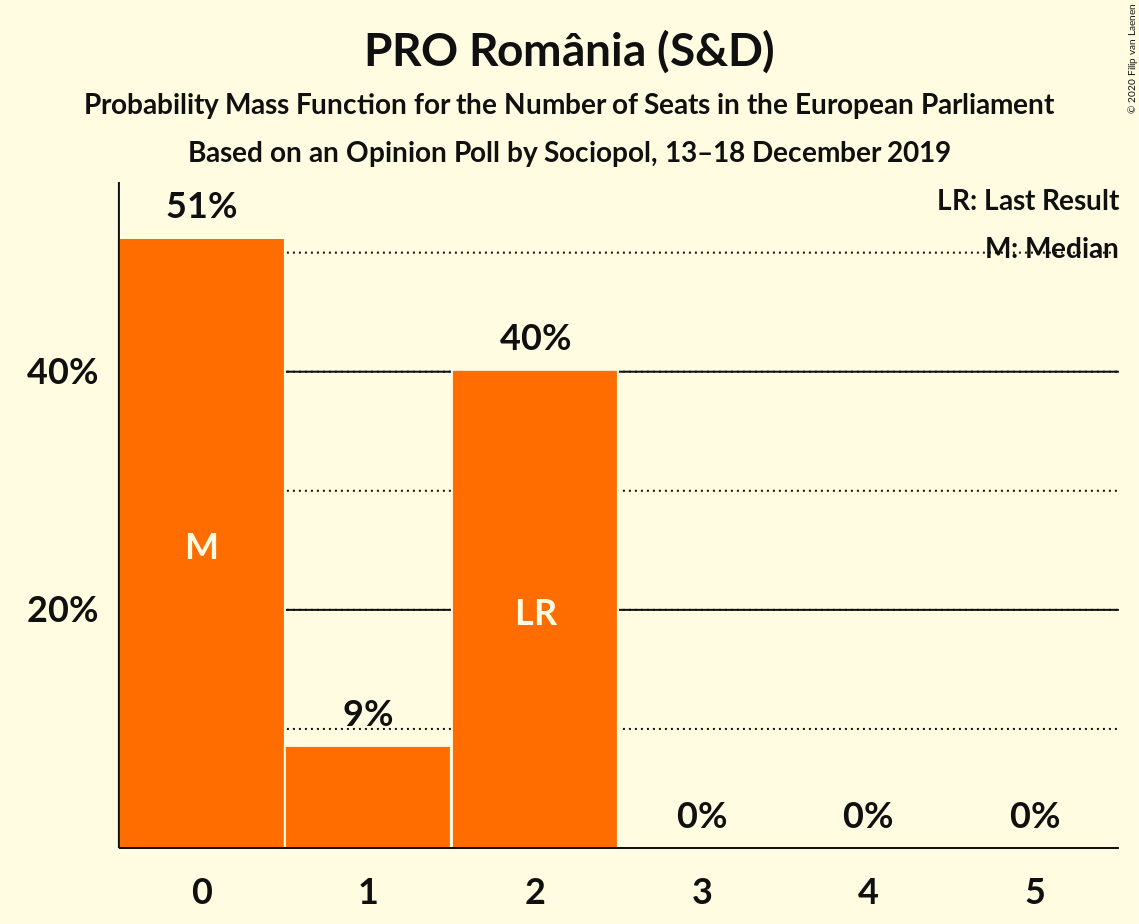 PRO România (S&D)
Probability Mass Function for the Number of Seats in the European Parliament
Based on an Opinion Poll by Sociopol, 13–18 December 2019
© 2020 Filip van Laenen
LR: Last Result
M: Median
51%
40%
9%
0%
0%
0%
40%
20%
M
LR
0
1
2
3
4
5